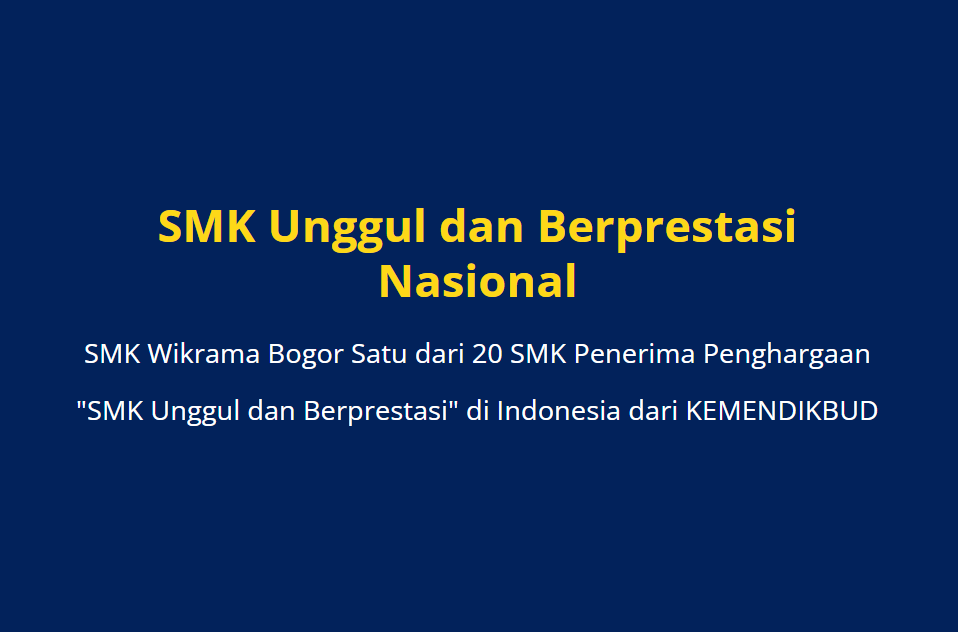 SMK Unggul dan Berprestasi
Nasional
SMK Wikrama Bogor Satu dari 20 SMK Penerima Penghargaan
"SMK Unggul dan Berprestasi" di Indonesia dari KEMENDIKBUD